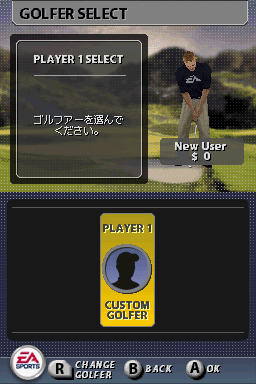 GOLFER SELECT
PLAYER 1 SELECT
ゴルファーを選んで
ください。
EA
New User
$ 0
PLAYER 1
CUSTOM
GOLFER
EA
SPORTS
R CHANGE
GOLFER
B BACK
A OK